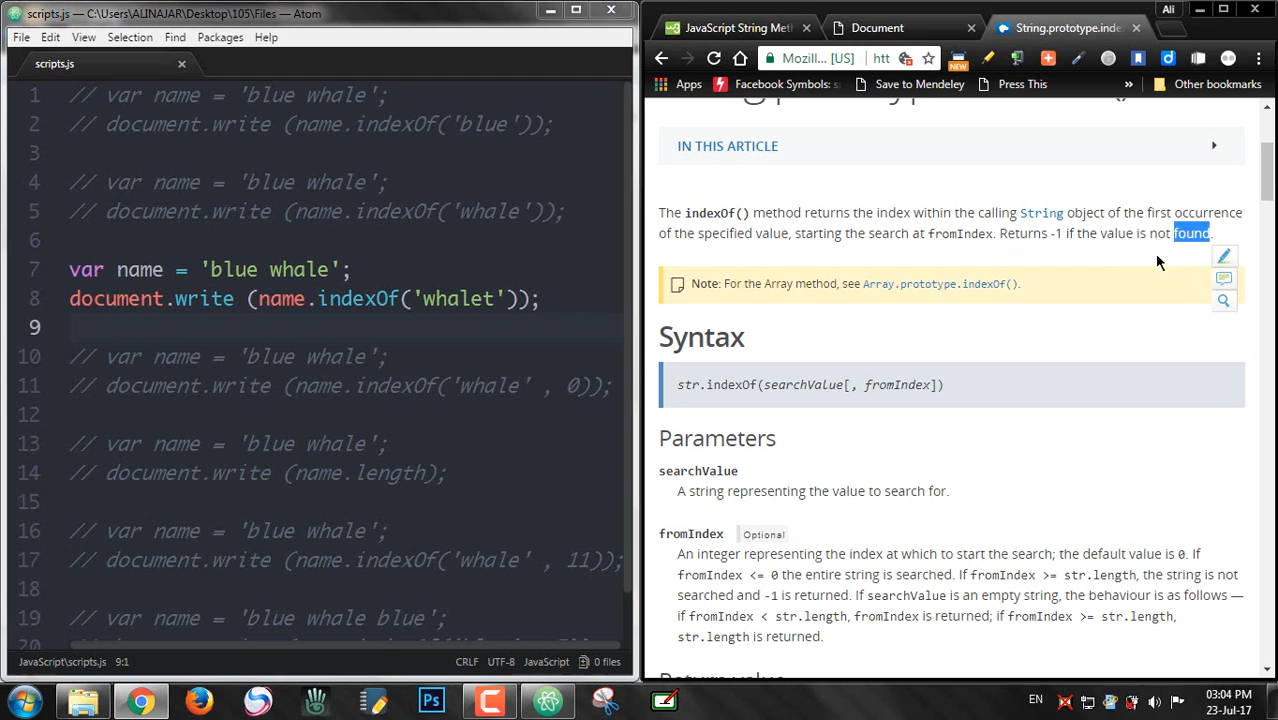 scripts.js — C:\Users\ALINAJAR\Desktop\105\Files — Atom
File Edit View Selection Find Packages Help
scripts.js
1 // var name = 'blue whale';
2 // document.write (name.indexOf('blue'));
3
4 // var name = 'blue whale';
5 // document.write (name.indexOf('whale'));
6
7 var name = 'blue whale';
8 document.write (name.indexOf('whalet'));
9
10 // var name = 'blue whale';
11 // document.write (name.indexOf('whale' , 0));
12
13 // var name = 'blue whale';
14 // document.write (name.length);
15
16 // var name = 'blue whale';
17 // document.write (name.indexOf('whale' , 11));
18
19 // var name = 'blue whale blue';
20
JavaScript\scripts.js 9:1 CRLF UTF-8 JavaScript 0 files
Ali
JavaScript String Met
Document
String.prototype.inde
Mozilla... [US] htt
NEW
Apps Facebook Symbols: Save to Mendeley Press This » Other bookmarks
IN THIS ARTICLE
The indexOf() method returns the index within the calling String object of the first occurrence
of the specified value, starting the search at fromIndex. Returns -1 if the value is not found.
Note: For the Array method, see Array.prototype.indexOf().
Syntax
str.indexOf(searchValue[, fromIndex])
Parameters
searchValue
A string representing the value to search for.
fromIndex Optional
An integer representing the index at which to start the search; the default value is 0. If
fromIndex <= 0 the entire string is searched. If fromIndex >= str.length, the string is not
searched and -1 is returned. If searchValue is an empty string, the behaviour is as follows —
if fromIndex < str.length, fromIndex is returned; if fromIndex >= str.length,
str.length is returned.
Return value
Ps
EN
03:04 PM
23-Jul-17